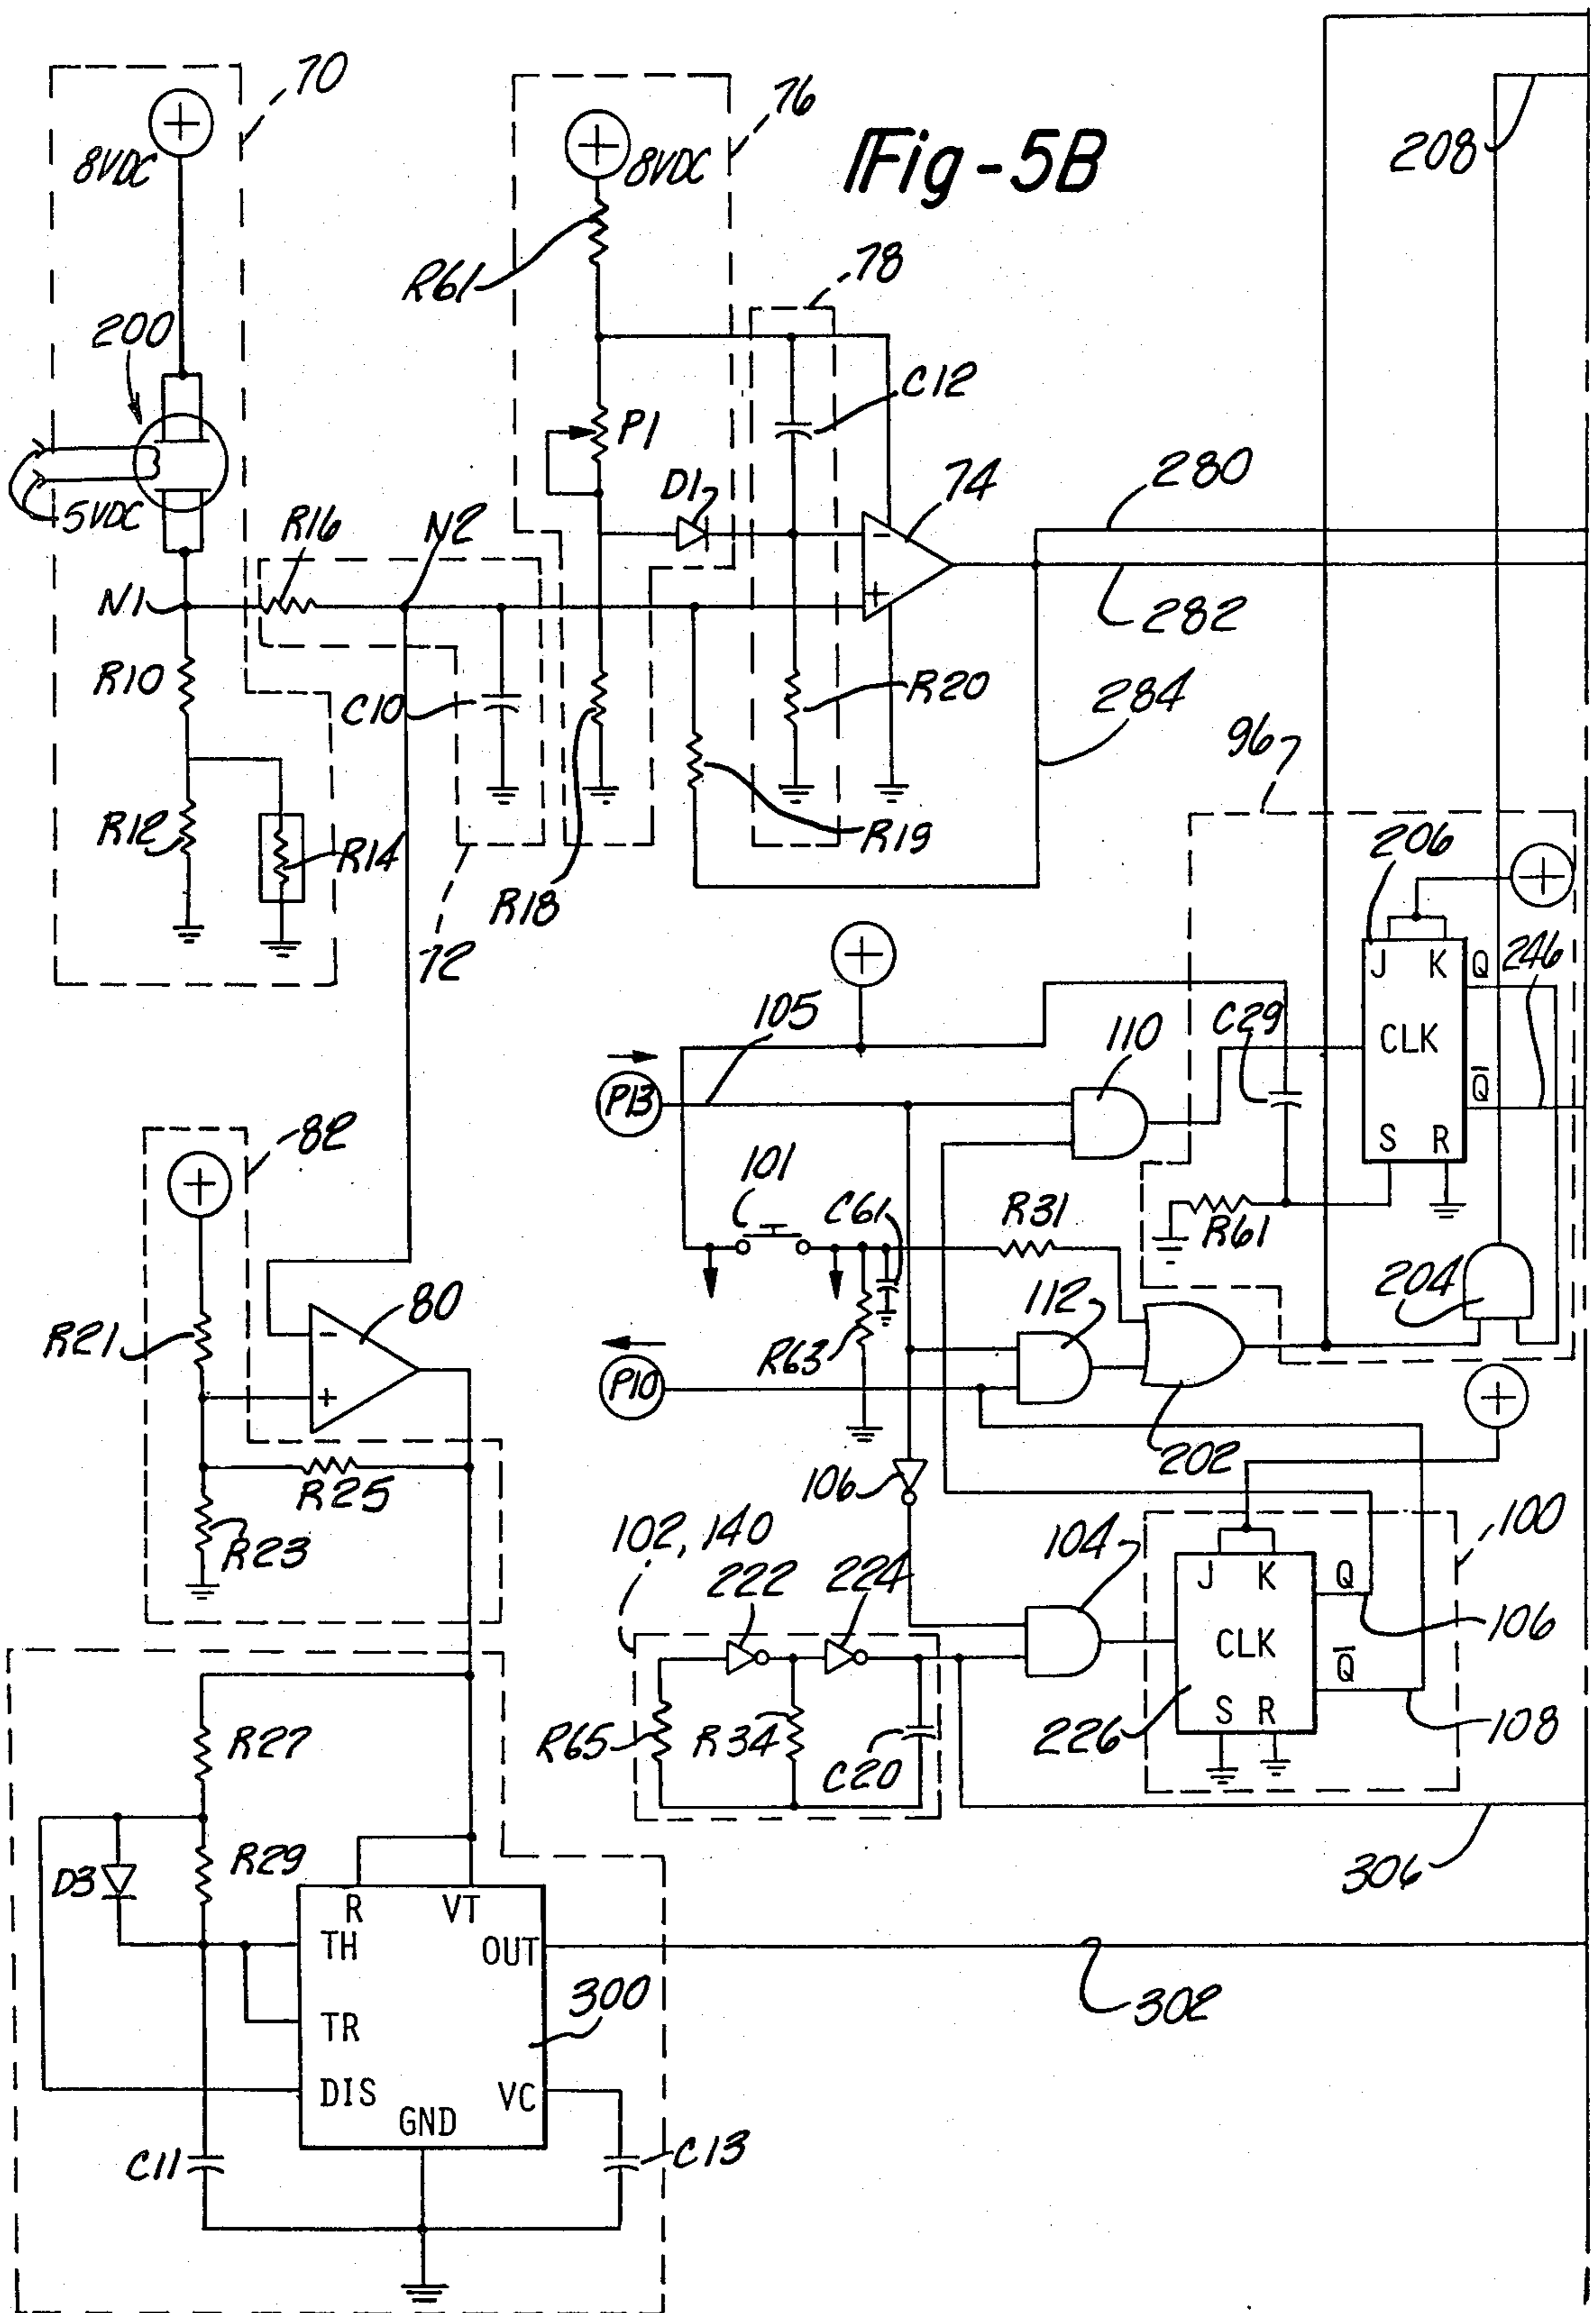 Fig-5B
70
76
208
8VDC
8VDC
R61
78
200
C12
P1
74
280
D1
5VDC
R16
N2
N1
282
R10
C10
R20
284
96
R12
R14
R19
206
R18
72
J K Q 246
105
110
C29
CLK
P13
Q̅
82
S R
101
C61
R31
R61
80
112
204
R21
R63
P10
202
R25
106
R23
102, 140
104
100
222
224
J K Q
106
CLK
Q̅
R27
R65
R34
S R
108
226
C20
D3
R29
306
R VT
TH OUT
300
302
TR
DIS VC
GND
C11
C13